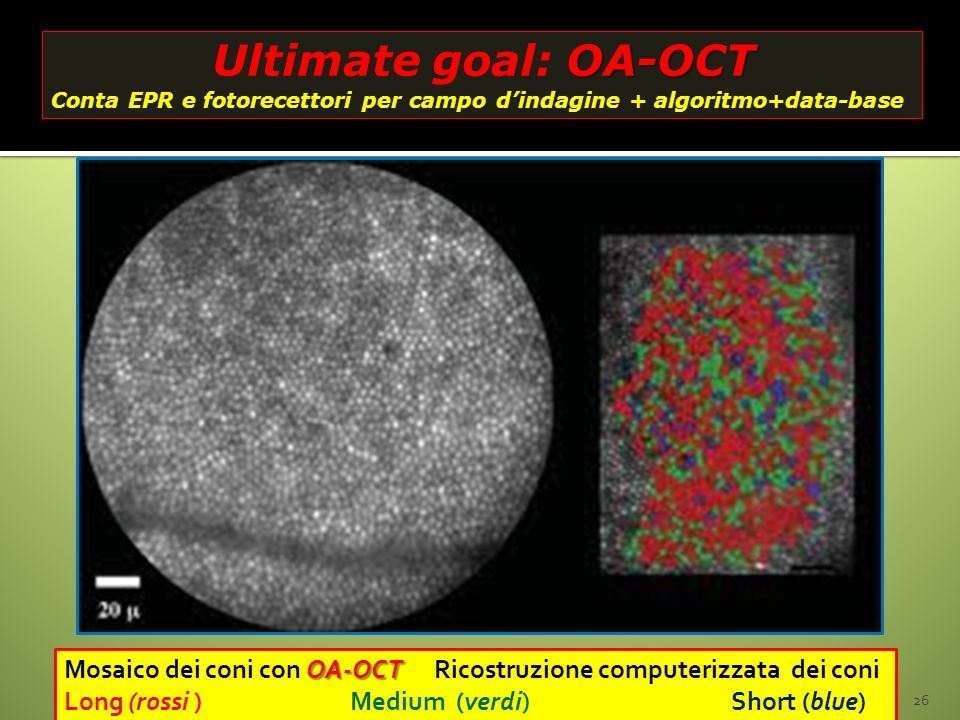 Ultimate goal: OA-OCT
Conta EPR e fotorecettori per campo d’indagine + algoritmo+data-base
20 µ
Mosaico dei coni con OA-OCT Ricostruzione computerizzata dei coni
Long (rossi ) Medium (verdi) Short (blue)
26